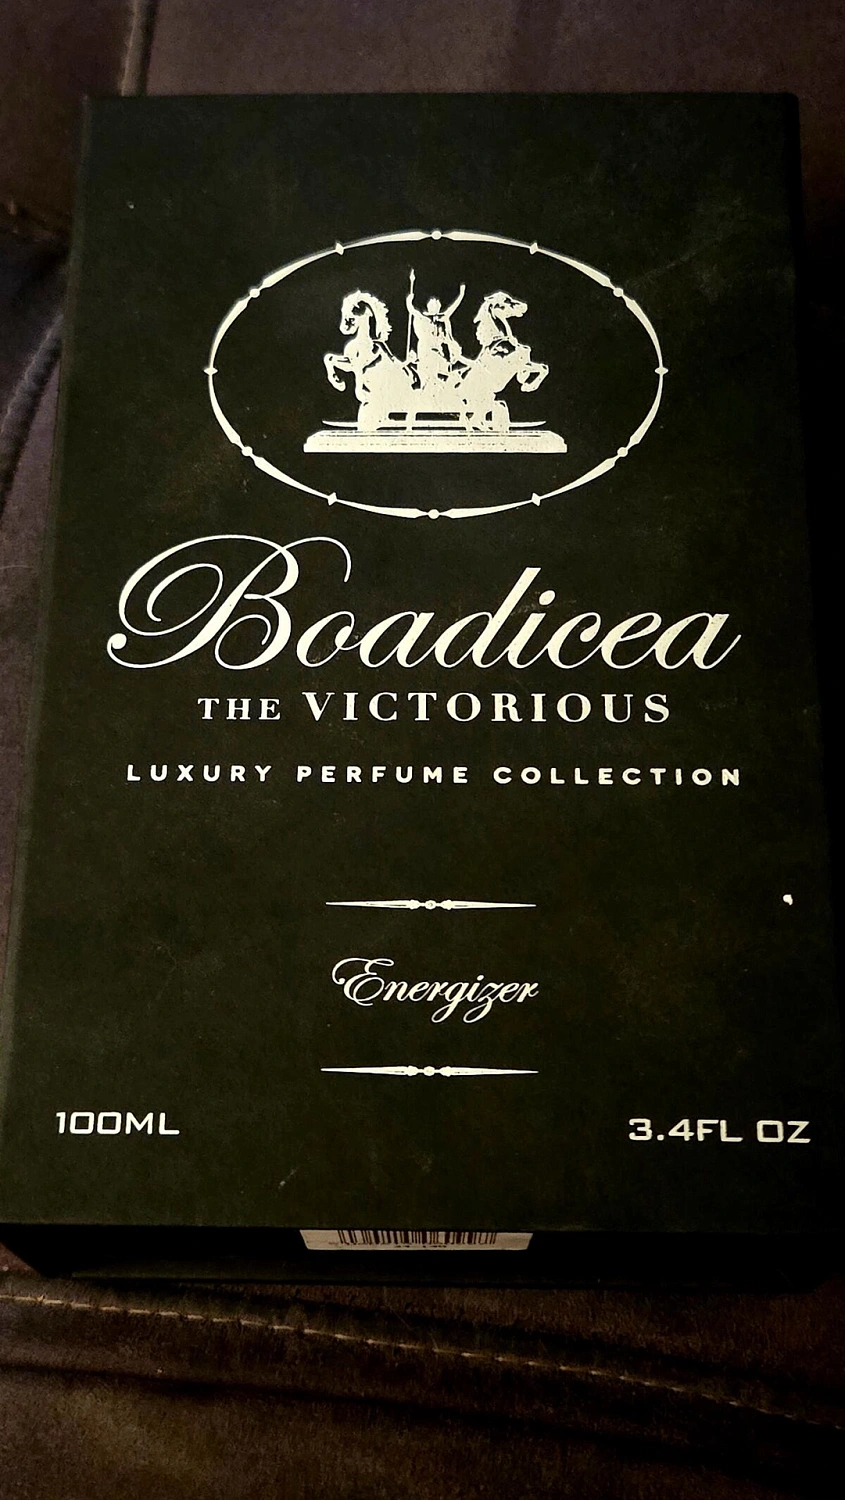 Boadicea
THE VICTORIOUS
LUXURY PERFUME COLLECTION
Energizer
100ML
3.4FL OZ